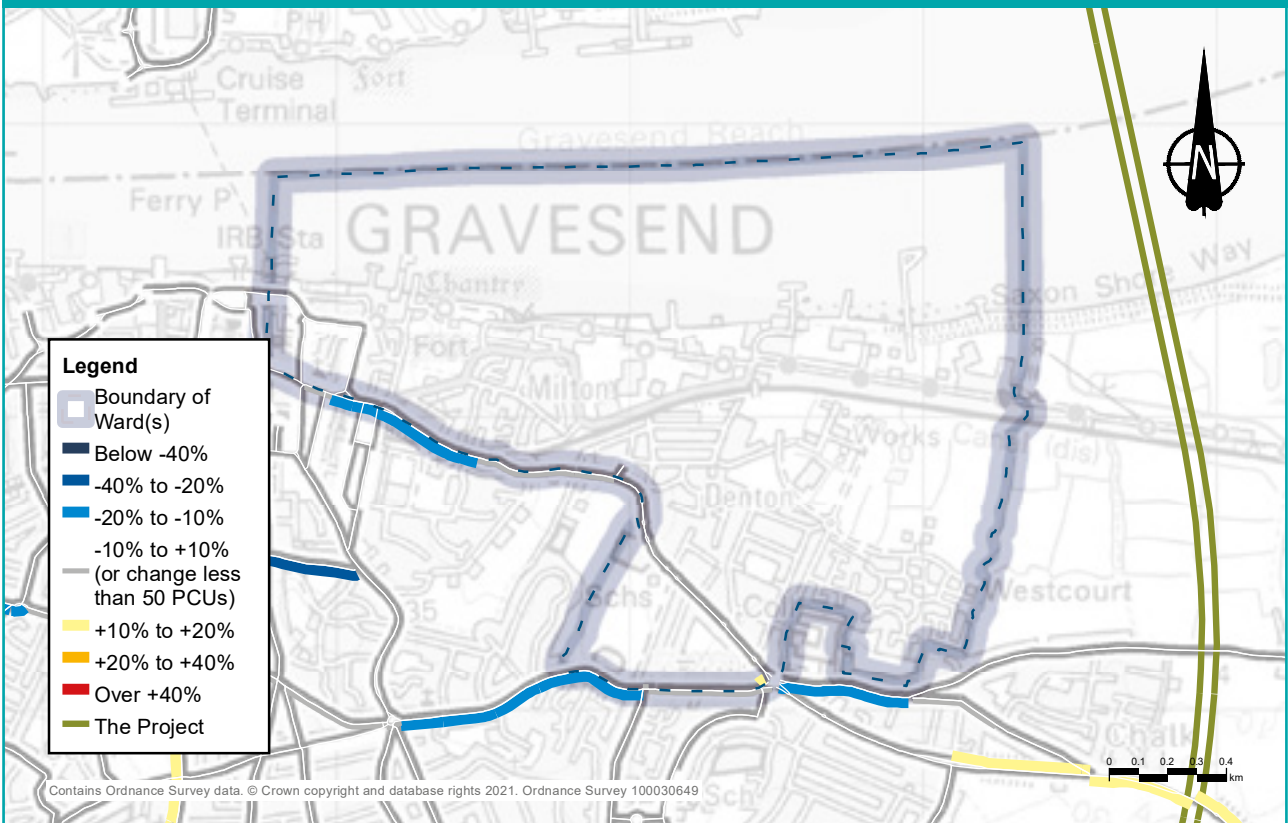 Cruise
Terminal
Fort
Gravesend Reach
Ferry P
IRB Sta
GRAVESEND
Chantry
Saxon Shore Way
Fort
Milton
(dis)
Denton
Schs
35
Westcourt
Chalk
Sch
N
Legend
Boundary of
Ward(s)
Below -40%
-40% to -20%
-20% to -10%
-10% to +10%
(or change less
than 50 PCUs)
+10% to +20%
+20% to +40%
Over +40%
The Project
0 0.1 0.2 0.3 0.4
km
Contains Ordnance Survey data. © Crown copyright and database rights 2021. Ordnance Survey 100030649